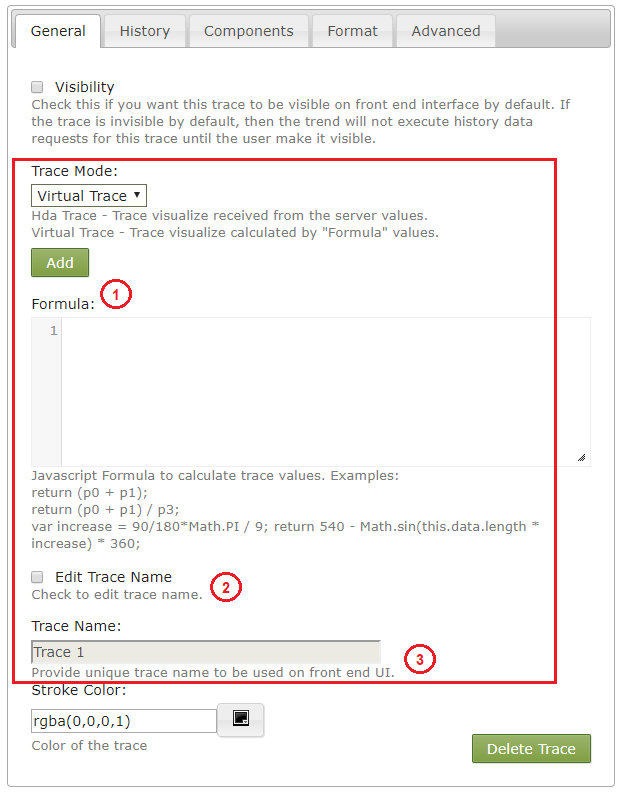 General History Components Format Advanced
Visibility
Check this if you want this trace to be visible on front end interface by default. If
the trace is invisible by default, then the trend will not execute history data
requests for this trace until the user make it visible.
Trace Mode:
Virtual Trace
Hda Trace - Trace visualize received from the server values.
Virtual Trace - Trace visualize calculated by "Formula" values.
Add
1
Formula:
1
Javascript Formula to calculate trace values. Examples:
return (p0 + p1);
return (p0 + p1) / p3;
var increase = 90/180*Math.PI / 9; return 540 - Math.sin(this.data.length *
increase) * 360;
Edit Trace Name
2
Check to edit trace name.
Trace Name:
Trace 1
3
Provide unique trace name to be used on front end UI.
Stroke Color:
rgba(0,0,0,1)
Color of the trace
Delete Trace